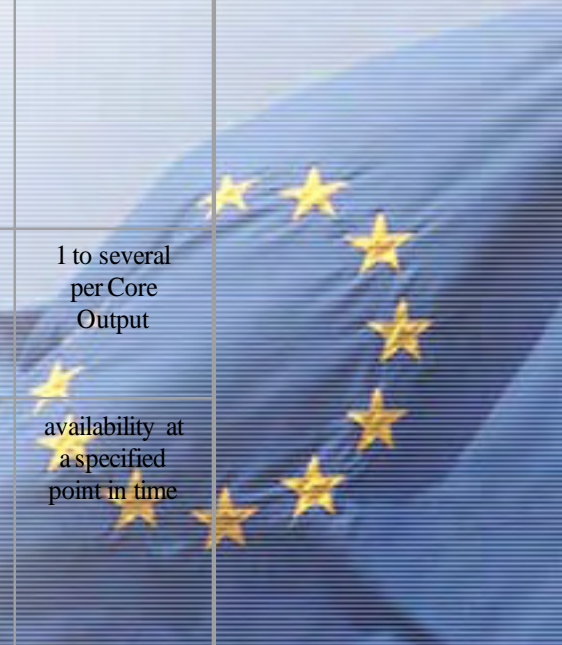 1 to several
per Core
Output
availability at
a specified
point in time